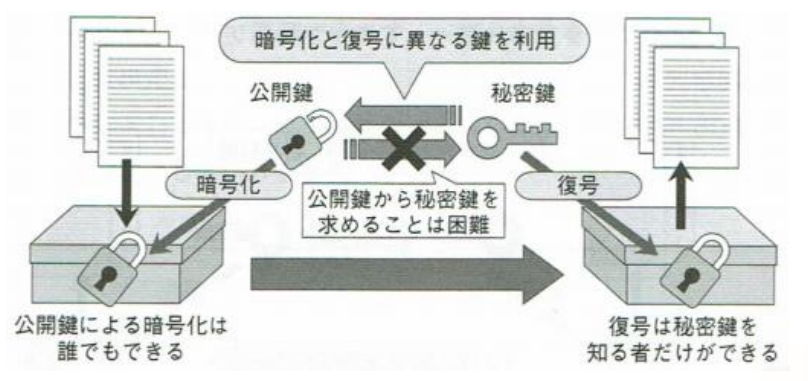 暗号化と復号に異なる鍵を利用
公開鍵
秘密鍵
暗号化
公開鍵から秘密鍵を
求めることは困難
復号
公開鍵による暗号化は
誰でもできる
復号は秘密鍵を
知る者だけができる